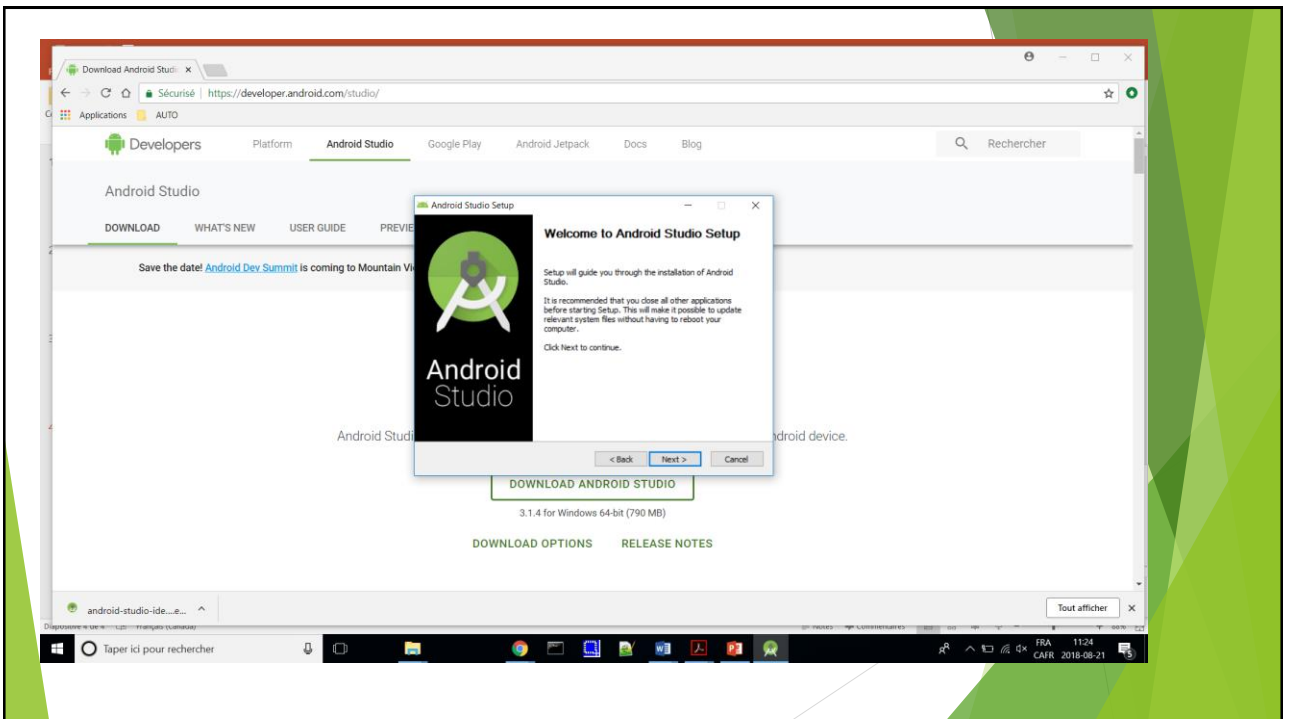 Download Android Studi
Sécurisé | https://developer.android.com/studio/
Applications AUTO
Developers Platform Android Studio Google Play Android Jetpack Docs Blog Rechercher
Android Studio
DOWNLOAD WHAT'S NEW USER GUIDE PREVIE
Save the date! Android Dev Summit is coming to Mountain Vi
Android Studio Setup
Welcome to Android Studio Setup
Setup will guide you through the installation of Android
Studio.
It is recommended that you close all other applications
before starting Setup. This will make it possible to update
relevant system files without having to reboot your
computer.
Click Next to continue.
Android
Studio
< Back Next > Cancel
Android Studi
droid device.
DOWNLOAD ANDROID STUDIO
3.1.4 for Windows 64-bit (790 MB)
DOWNLOAD OPTIONS RELEASE NOTES
android-studio-ide....e...
Tout afficher
Taper ici pour rechercher
FRA 11:24
CAFR 2018-08-21
5